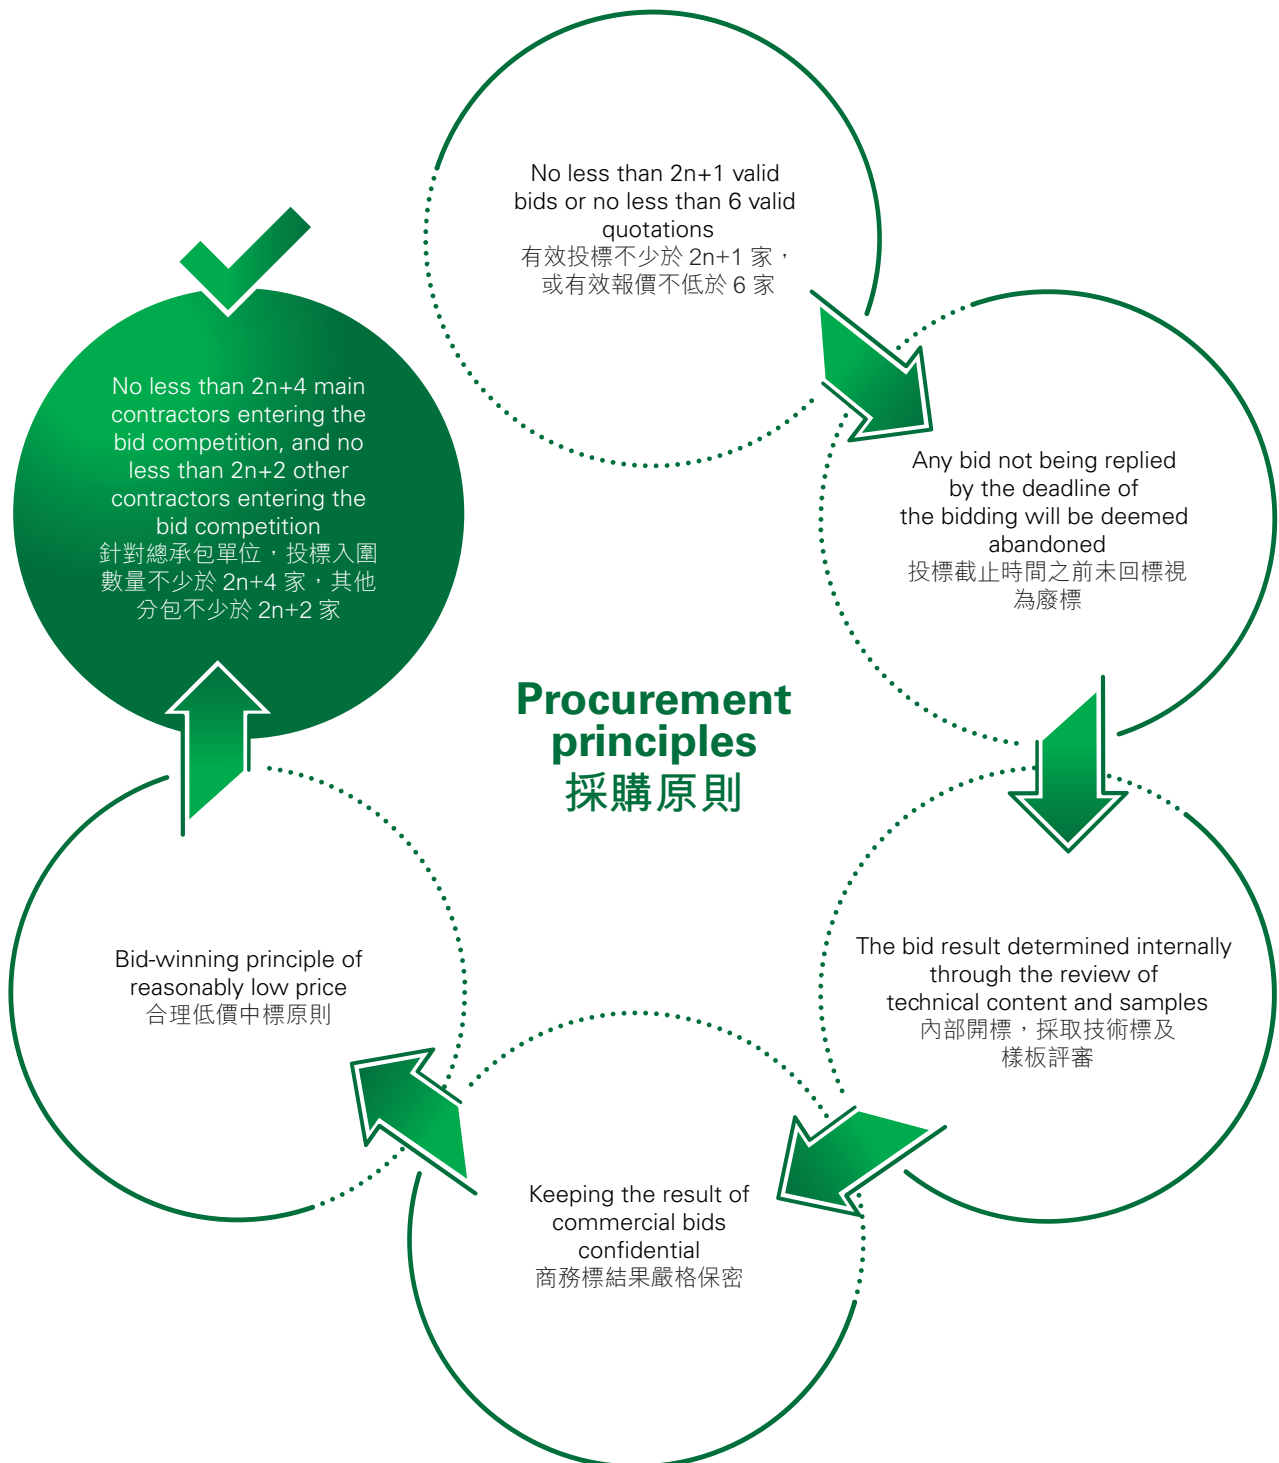 No less than 2n+1 valid
bids or no less than 6 valid
quotations
有效投標不少於 2n+1 家，
或有效報價不低於 6 家
No less than 2n+4 main
contractors entering the
bid competition, and no
less than 2n+2 other
contractors entering the
bid competition
針對總承包單位，投標入圍
數量不少於 2n+4 家，其他
分包不少於 2n+2 家
Any bid not being replied
by the deadline of
the bidding will be deemed
abandoned
投標截止時間之前未回標視
為廢標
Procurement
principles
採購原則
Bid-winning principle of
reasonably low price
合理低價中標原則
The bid result determined internally
through the review of
technical content and samples
內部開標，採取技術標及
樣板評審
Keeping the result of
commercial bids
confidential
商務標結果嚴格保密